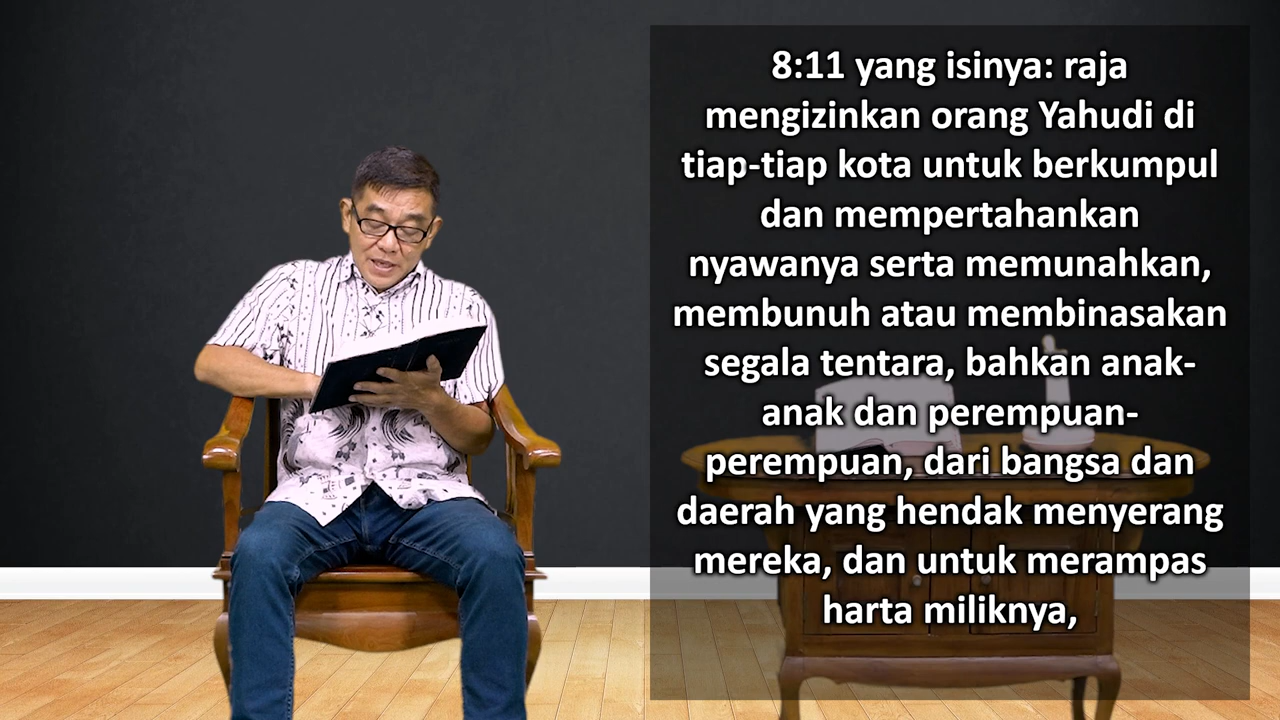 8:11 yang isinya: raja
mengizinkan orang Yahudi di
tiap-tiap kota untuk berkumpul
dan mempertahankan
nyawanya serta memunahkan,
membunuh atau membinasakan
segala tentara, bahkan anak-
anak dan perempuan-
perempuan, dari bangsa dan
daerah yang hendak menyerang
mereka, dan untuk merampas
harta miliknya,